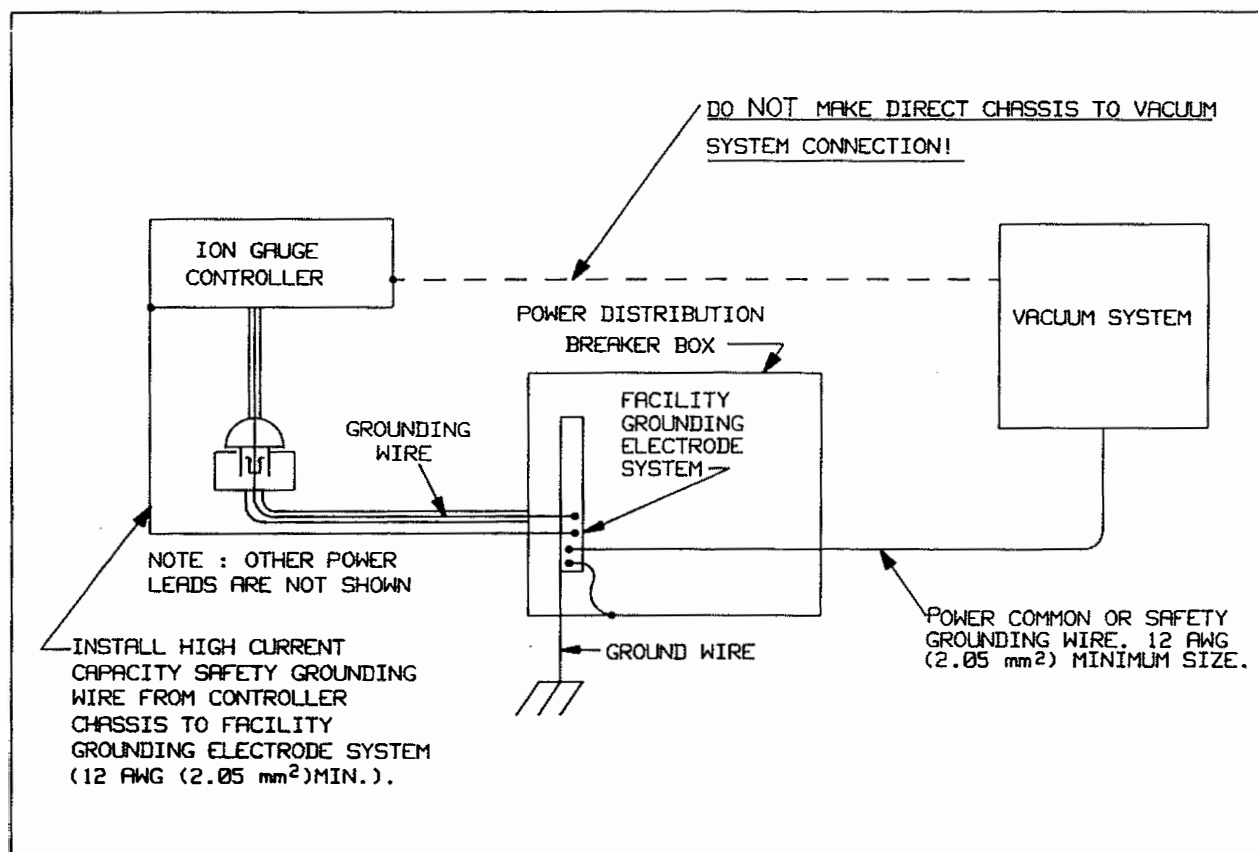 DO NOT MAKE DIRECT CHASSIS TO VACUUM
SYSTEM CONNECTION!
ION GAUGE
CONTROLLER
VACUUM SYSTEM
POWER DISTRIBUTION
BREAKER BOX
FACILITY
GROUNDING
ELECTRODE
SYSTEM
GROUNDING
WIRE
NOTE : OTHER POWER
LEADS ARE NOT SHOWN
INSTALL HIGH CURRENT
CAPACITY SAFETY GROUNDING
WIRE FROM CONTROLLER
CHASSIS TO FACILITY
GROUNDING ELECTRODE SYSTEM
(12 AWG (2.05 mm²)MIN.).
GROUND WIRE
POWER COMMON OR SAFETY
GROUNDING WIRE. 12 AWG
(2.05 mm²) MINIMUM SIZE.